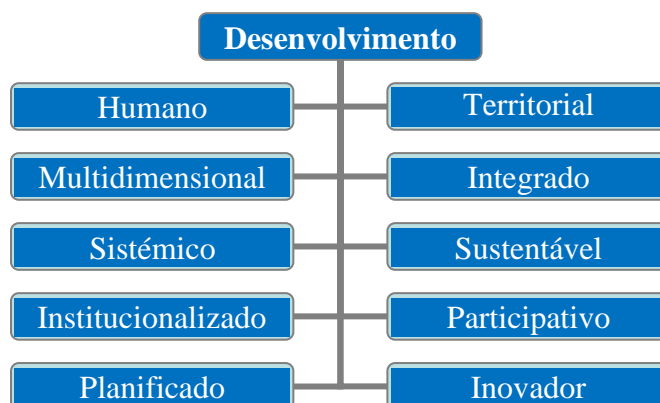 Desenvolvimento
Humano
Territorial
Multidimensional
Integrado
Sistémico
Sustentável
Institucionalizado
Participativo
Planificado
Inovador